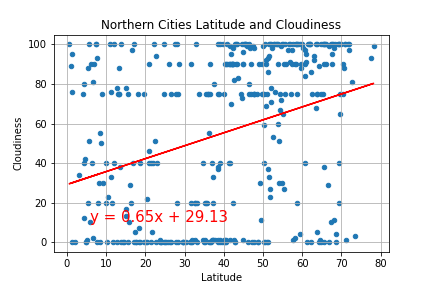 Northern Cities Latitude and Cloudiness
100
80
60
40
20
0
Cloudiness
y = 0.65x + 29.13
0 10 20 30 40 50 60 70 80
Latitude